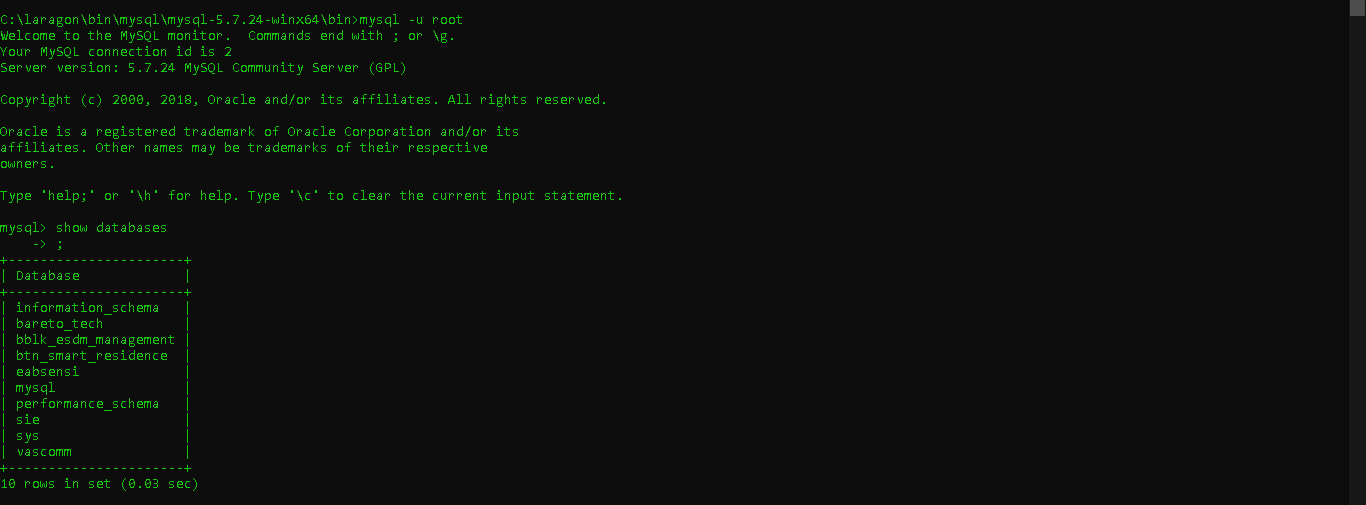 C:\laragon\bin\mysql\mysql-5.7.24-winx64\bin>mysql -u root
Welcome to the MySQL monitor.  Commands end with ; or \g.
Your MySQL connection id is 2
Server version: 5.7.24 MySQL Community Server (GPL)

Copyright (c) 2000, 2018, Oracle and/or its affiliates. All rights reserved.

Oracle is a registered trademark of Oracle Corporation and/or its
affiliates. Other names may be trademarks of their respective
owners.

Type 'help;' or '\h' for help. Type '\c' to clear the current input statement.

mysql> show databases
    -> ;
+----------------------+
| Database             |
+----------------------+
| information_schema   |
| bareto_tech          |
| bblk_esdm_management |
| btn_smart_residence  |
| eabsensi             |
| mysql                |
| performance_schema   |
| sie                  |
| sys                  |
| vascomm              |
+----------------------+
10 rows in set (0.03 sec)